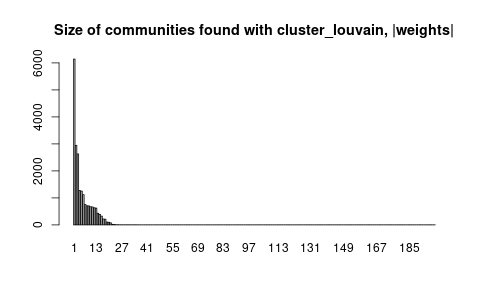 Size of communities found with cluster_louvain, |weights|
6000
4000
2000
0
1 13 27 41 55 69 83 97 113 131 149 167 185